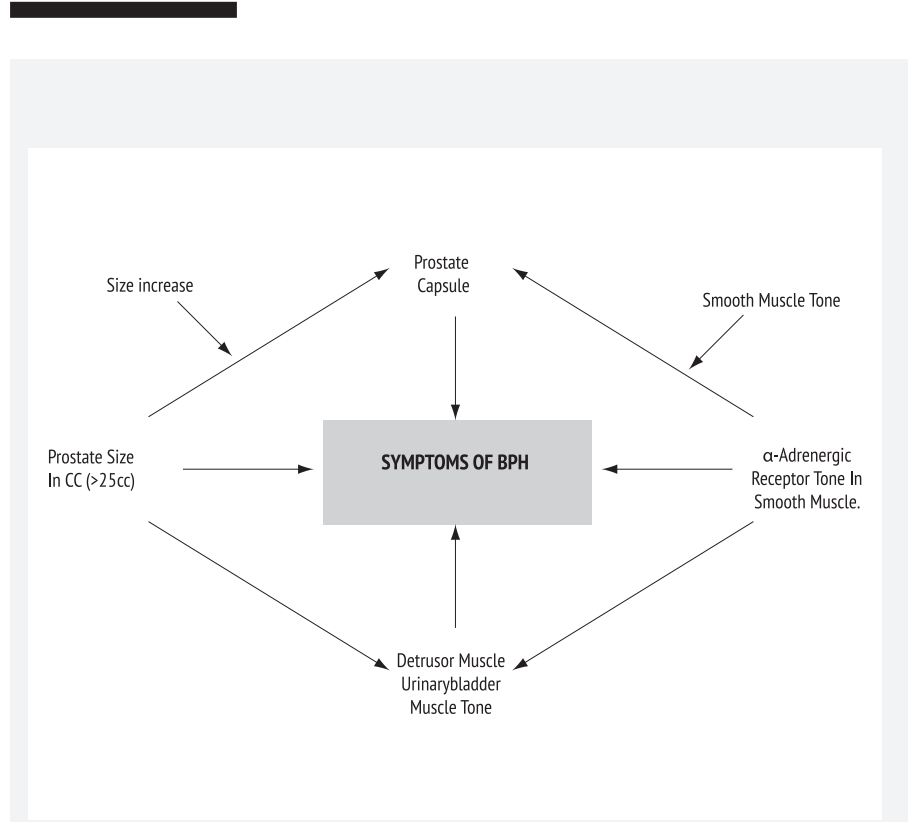 Prostate
Capsule
Size increase
Smooth Muscle Tone
Prostate Size
In CC (>25cc)
SYMPTOMS OF BPH
α-Adrenergic
Receptor Tone In
Smooth Muscle.
Detrusor Muscle
Urinarybladder
Muscle Tone